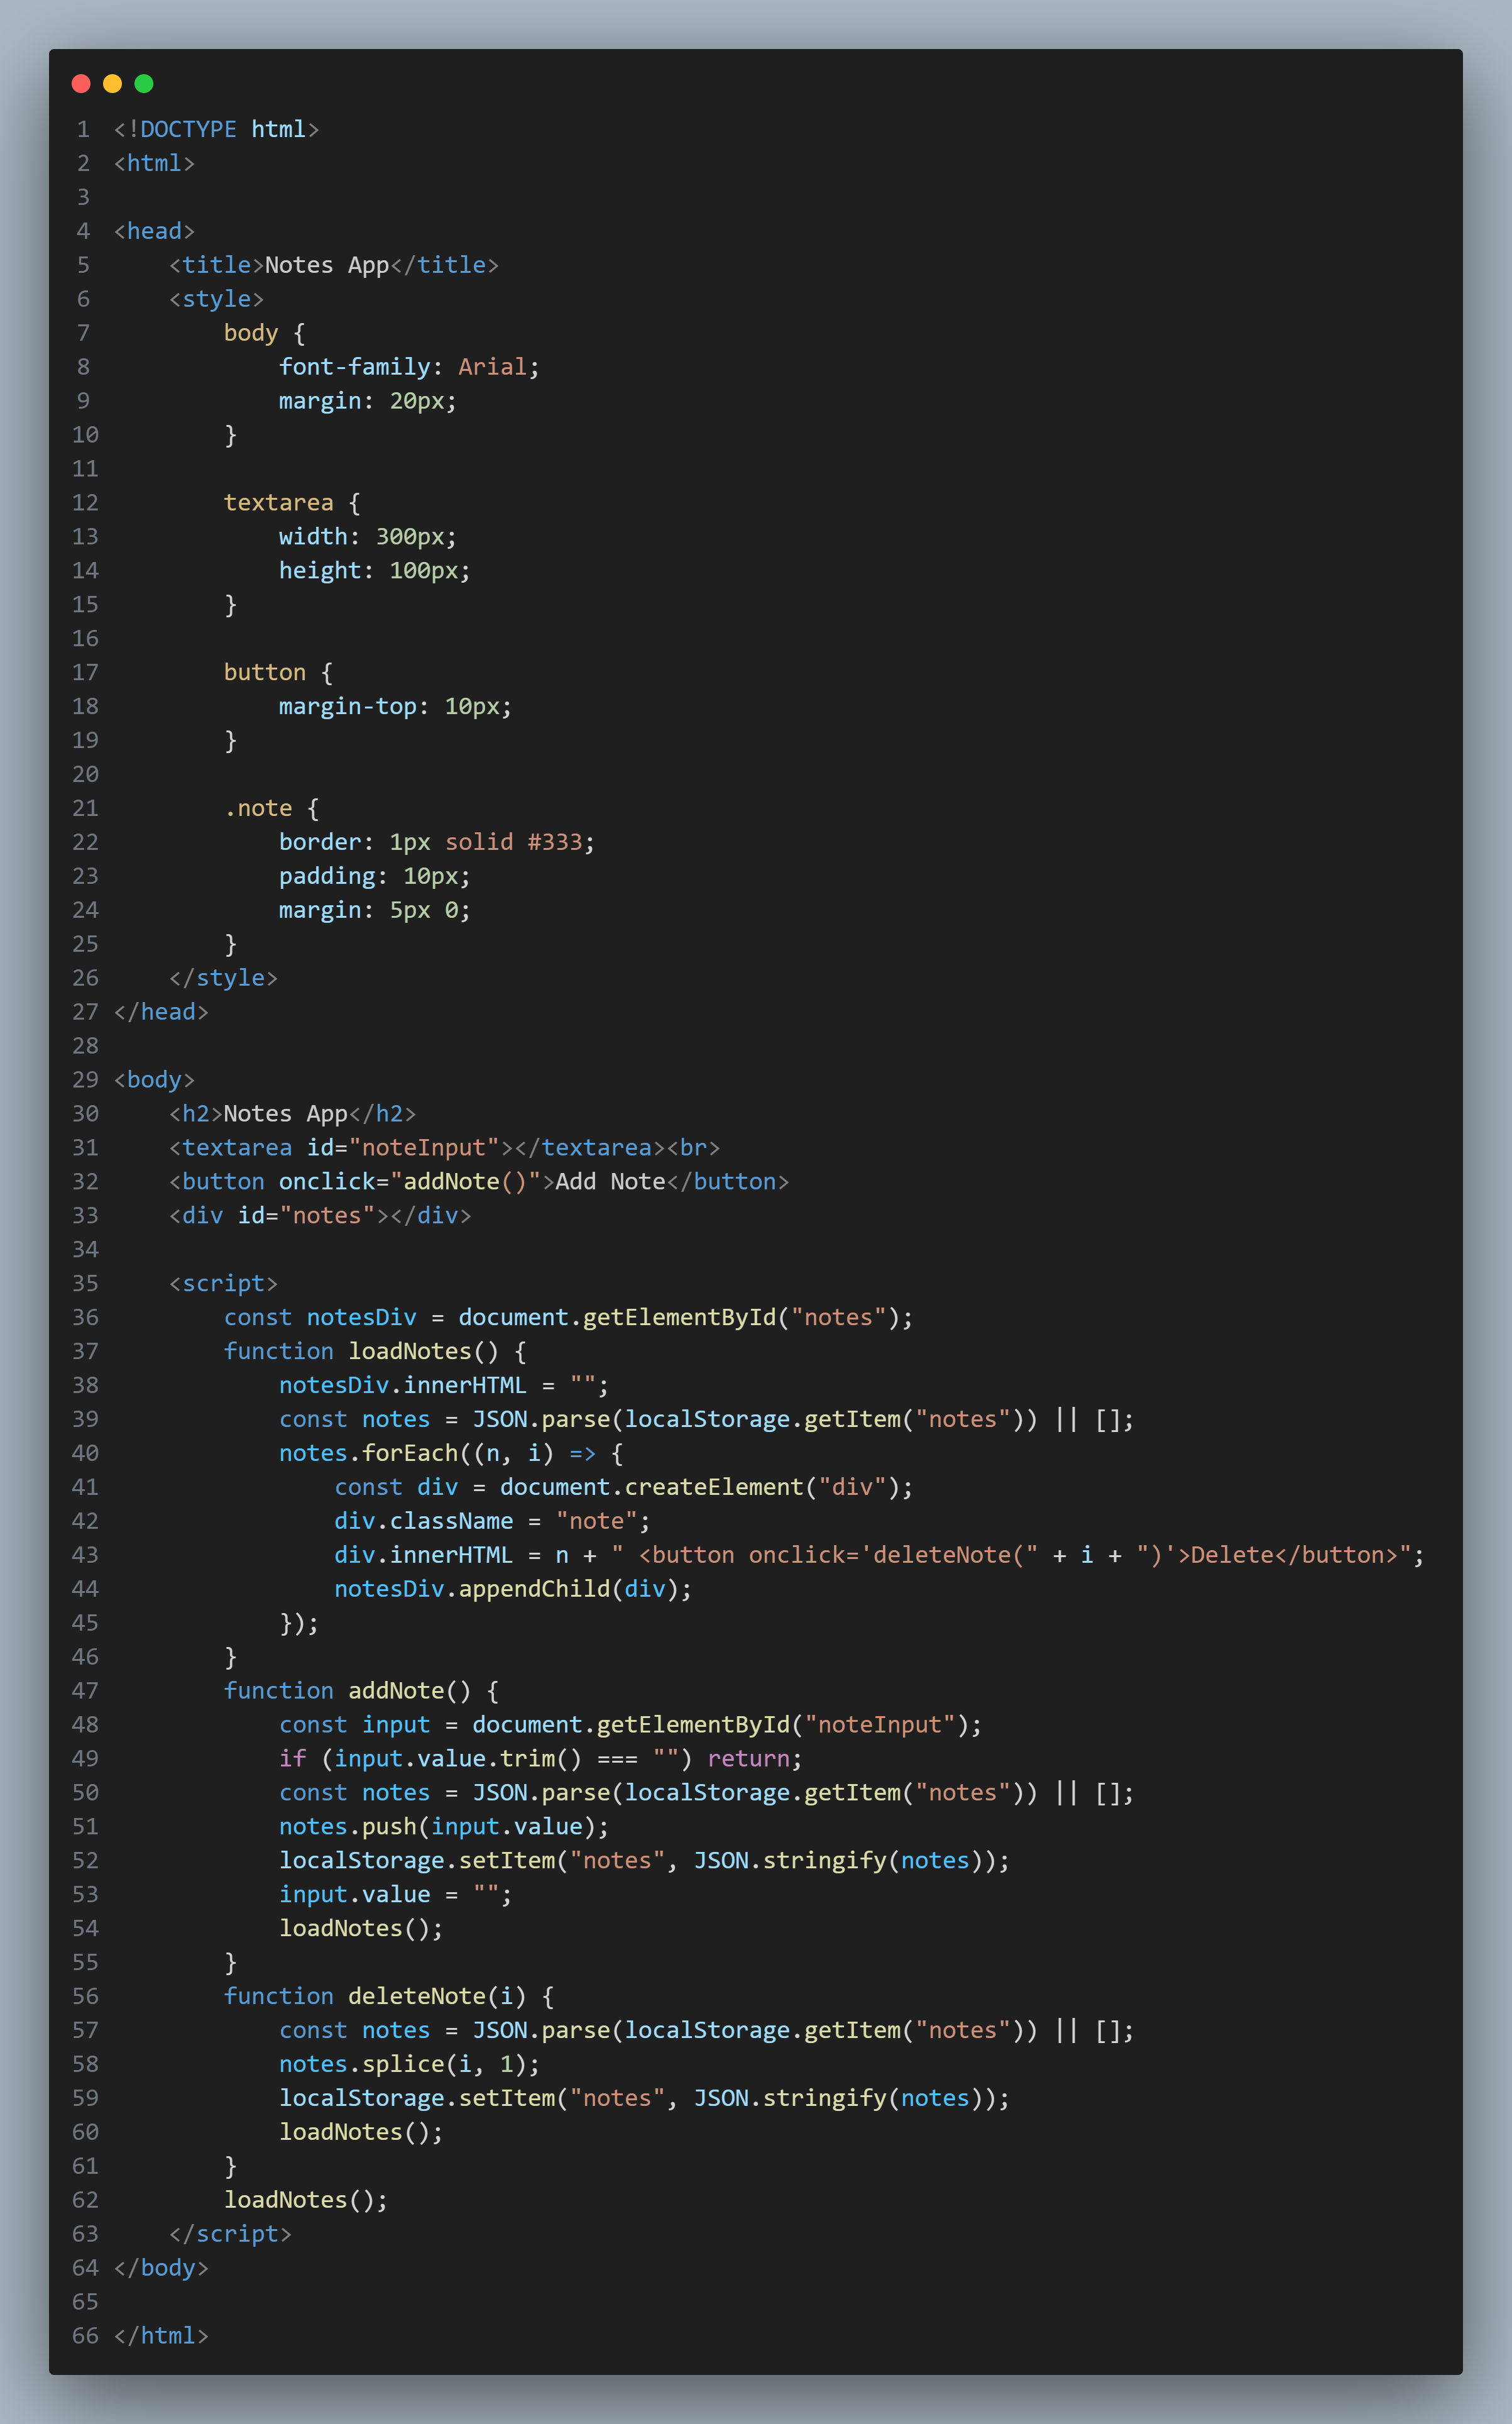 1 <!DOCTYPE html>
2 <html>
3
4 <head>
5     <title>Notes App</title>
6     <style>
7         body {
8             font-family: Arial;
9             margin: 20px;
10         }
11
12         textarea {
13             width: 300px;
14             height: 100px;
15         }
16
17         button {
18             margin-top: 10px;
19         }
20
21         .note {
22             border: 1px solid #333;
23             padding: 10px;
24             margin: 5px 0;
25         }
26     </style>
27 </head>
28
29 <body>
30     <h2>Notes App</h2>
31     <textarea id="noteInput"></textarea><br>
32     <button onclick="addNote()">Add Note</button>
33     <div id="notes"></div>
34
35     <script>
36         const notesDiv = document.getElementById("notes");
37         function loadNotes() {
38             notesDiv.innerHTML = "";
39             const notes = JSON.parse(localStorage.getItem("notes")) || [];
40             notes.forEach((n, i) => {
41                 const div = document.createElement("div");
42                 div.className = "note";
43                 div.innerHTML = n + " <button onclick='deleteNote(" + i + ")'>Delete</button>";
44                 notesDiv.appendChild(div);
45             });
46         }
47         function addNote() {
48             const input = document.getElementById("noteInput");
49             if (input.value.trim() === "") return;
50             const notes = JSON.parse(localStorage.getItem("notes")) || [];
51             notes.push(input.value);
52             localStorage.setItem("notes", JSON.stringify(notes));
53             input.value = "";
54             loadNotes();
55         }
56         function deleteNote(i) {
57             const notes = JSON.parse(localStorage.getItem("notes")) || [];
58             notes.splice(i, 1);
59             localStorage.setItem("notes", JSON.stringify(notes));
60             loadNotes();
61         }
62         loadNotes();
63     </script>
64 </body>
65
66 </html>